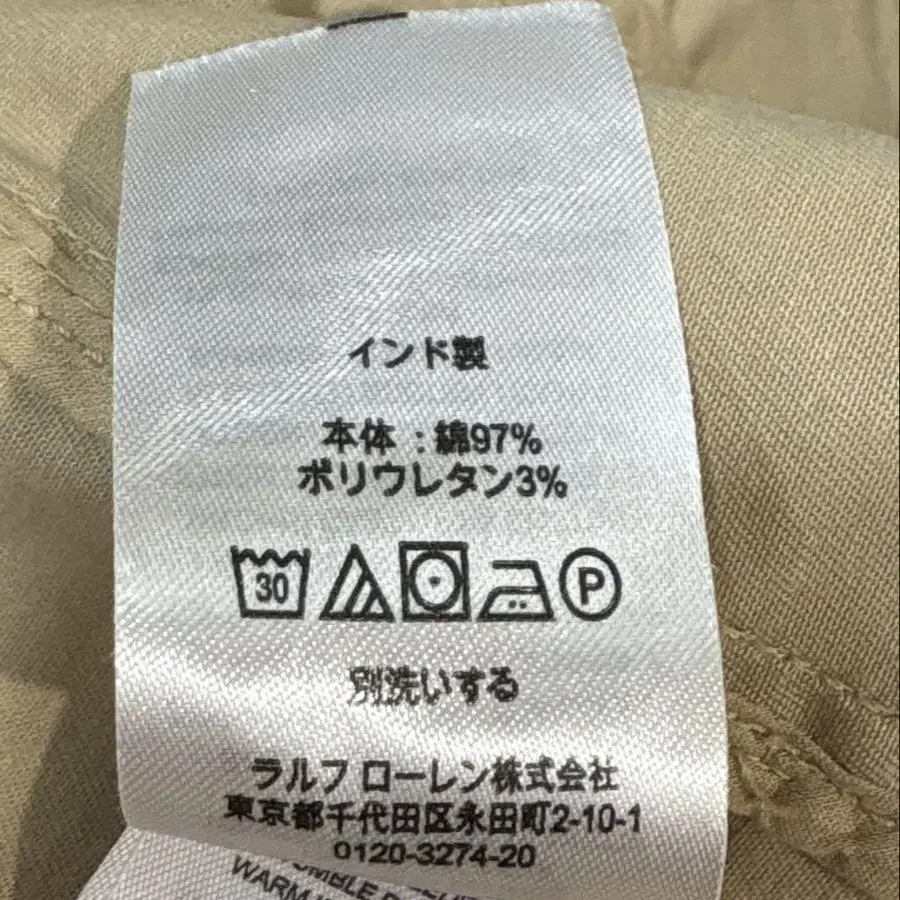 インド製
本体 : 綿97%
ポリウレタン3%
30 P
別洗いする
ラルフ ローレン株式会社
東京都千代田区永田町2-10-1
0120-3274-20
WARM